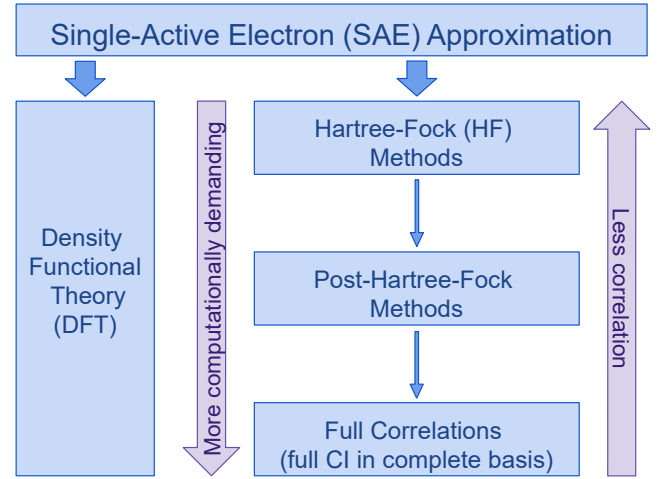 Single-Active Electron (SAE) Approximation
Density
Functional
Theory
(DFT)
More computationally demanding
Hartree-Fock (HF)
Methods
Post-Hartree-Fock
Methods
Full Correlations
(full CI in complete basis)
Less correlation